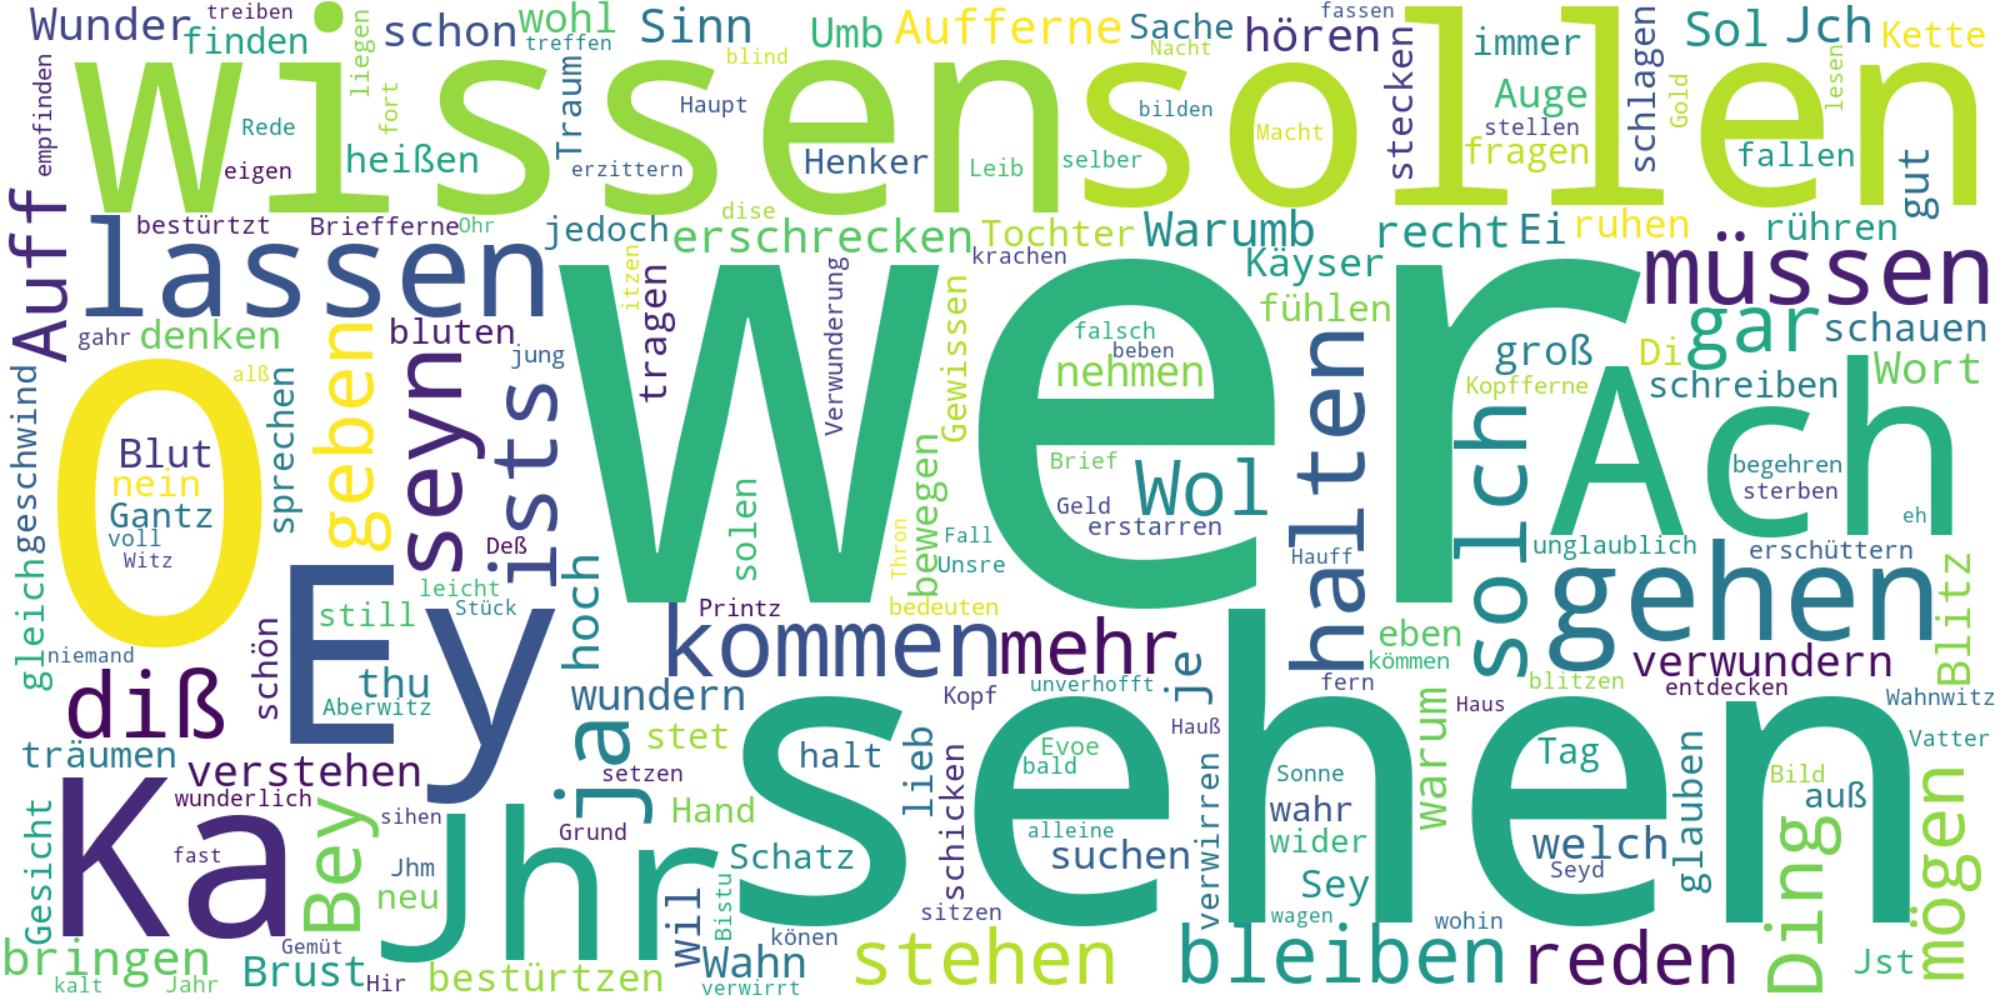 treiben
Wunder
finden
schon
wohl
treffen
Sinn
Umb
Aufferne
Sache
hören
fassen
immer
Sol
Jch
Kette
empfinden
liegen
fort
Traum
blind
Nacht
stecken
schlagen
Gold
lesen
wissen
sollen
Rede
eigen
heißen
Haupt
erzittern
Henker
Leib
selber
bilden
Macht
Auge
stellen
fragen
fallen
gut
Auff
bestürtzt
Briefferne
Ohr
jedoch
dise
erschrecken
Tochter
krachen
Warumb
recht
Ei
ruhen
rühren
lassen
müssen
Käyser
fühlen
itzen
tragen
Verwunderung
Gewissen
gahr
denken
geben
bluten
jung
wer
falsch
beben
nehmen
halten
groß
Di
gar
schauen
Kopfferne
schreiben
Wort
geschwind
alß
sprechen
seyn
ists
solch
Ach
O
Blut
nein
Gantz
voll
Witz
Deß
solen
Brief
Geld
erstarren
Wol
bewegen
Thron
Fall
Unsre
Hauff
begehren
sterben
eh
unglaublich
erschüttern
gleich
leicht
still
Stück
Ey
hoch
Printz
bedeuten
kommen
mehr
je
eben
kömmen
gehen
Blitz
niemand
diß
schön
thu
Aberwitz
wundern
Kopf
unverhofft
fern
verwundern
blitzen
entdecken
Wahnwitz
ja
stet
sehen
Hauß
Warum
Haus
Vatter
träumen
verstehen
setzen
halt
lieb
schicken
Evoe
bald
verwirren
Sonne
Tag
glauben
Bild
auß
mögen
wunderlich
Ka
Bey
sihen
Jhr
Grund
Hand
alleine
wahr
wider
welch
Seyd
Ding
Gesicht
fast
Jhm
neu
Schatz
suchen
Sey
wil
Bistu
sitzen
wagen
wohin
bringen
kalt
Jahr
Gemüt
Brust
Hir
bestürtzen
könen
Wahn
verwirrt
stehen
bleiben
reden
Jst